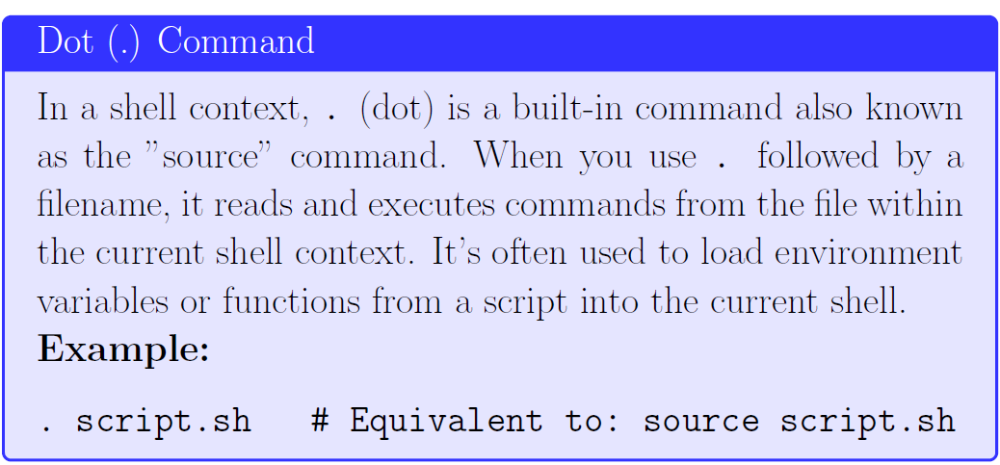 Dot (.) Command
In a shell context, . (dot) is a built-in command also known
as the ”source” command. When you use . followed by a
filename, it reads and executes commands from the file within
the current shell context. It’s often used to load environment
variables or functions from a script into the current shell.
Example:
. script.sh   # Equivalent to: source script.sh